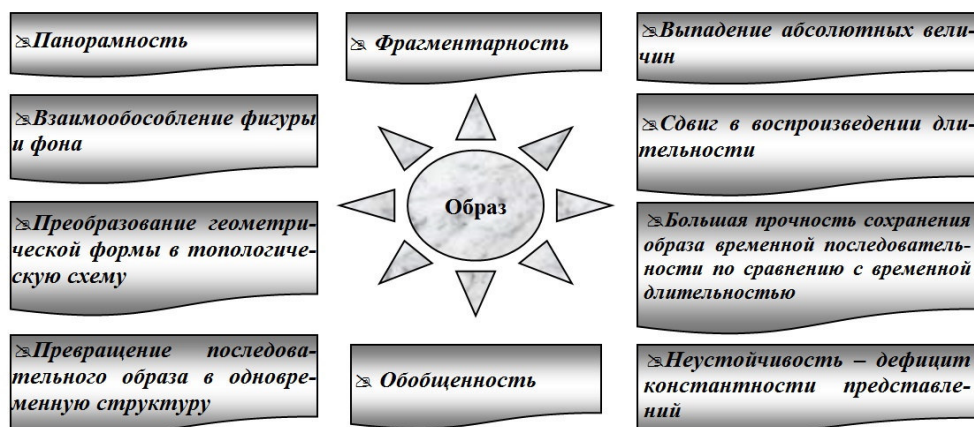 Панорамность
Взаимообособление фигуры
и фона
Преобразование геометри-
ческой формы в топологиче-
скую схему
Превращение последова-
тельного образа в одновре-
менную структуру
Фрагментарность
Образ
Обобщенность
Выпадение абсолютных вели-
чин
Сдвиг в воспроизведении дли-
тельности
Большая прочность сохранения
образа временной последователь-
ности по сравнению с временной
длительностью
Неустойчивость – дефицит
константности представле-
ний